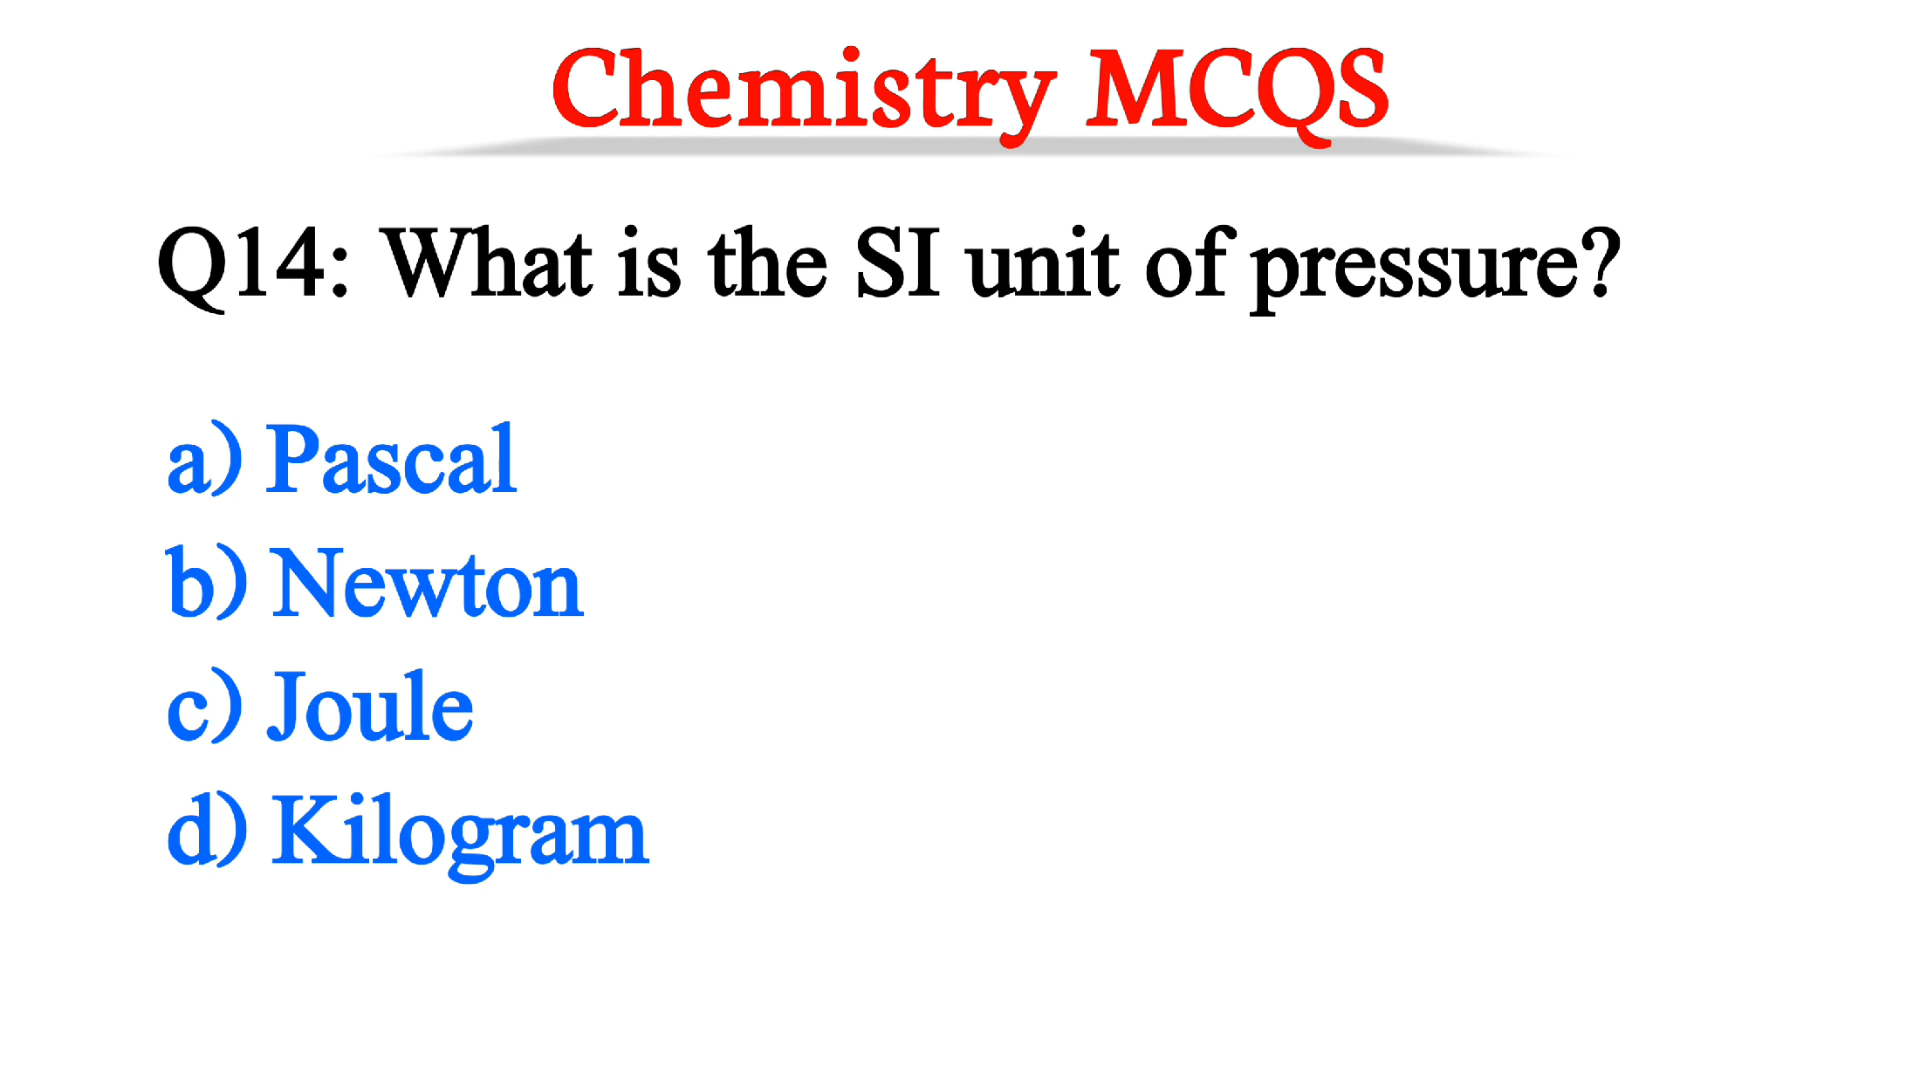 Chemistry MCQS
Q14: What is the SI unit of pressure?
a) Pascal
b) Newton
c) Joule
d) Kilogram